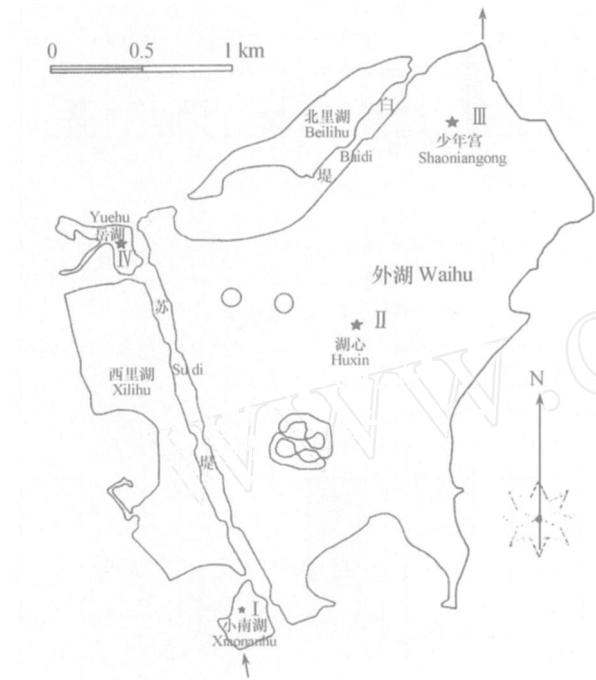 0 0.5 1 km
北里湖
Beilihu
白
Baidi
堤
Ⅲ
少年宫
Shaoniangong
Yuehu
岳湖
Ⅳ
外湖 Waihu
苏
Ⅱ
湖心
Huxin
Su di
西里湖
Xilihu
堤
N
Ⅰ
小南湖
Xiaonanhu
www.